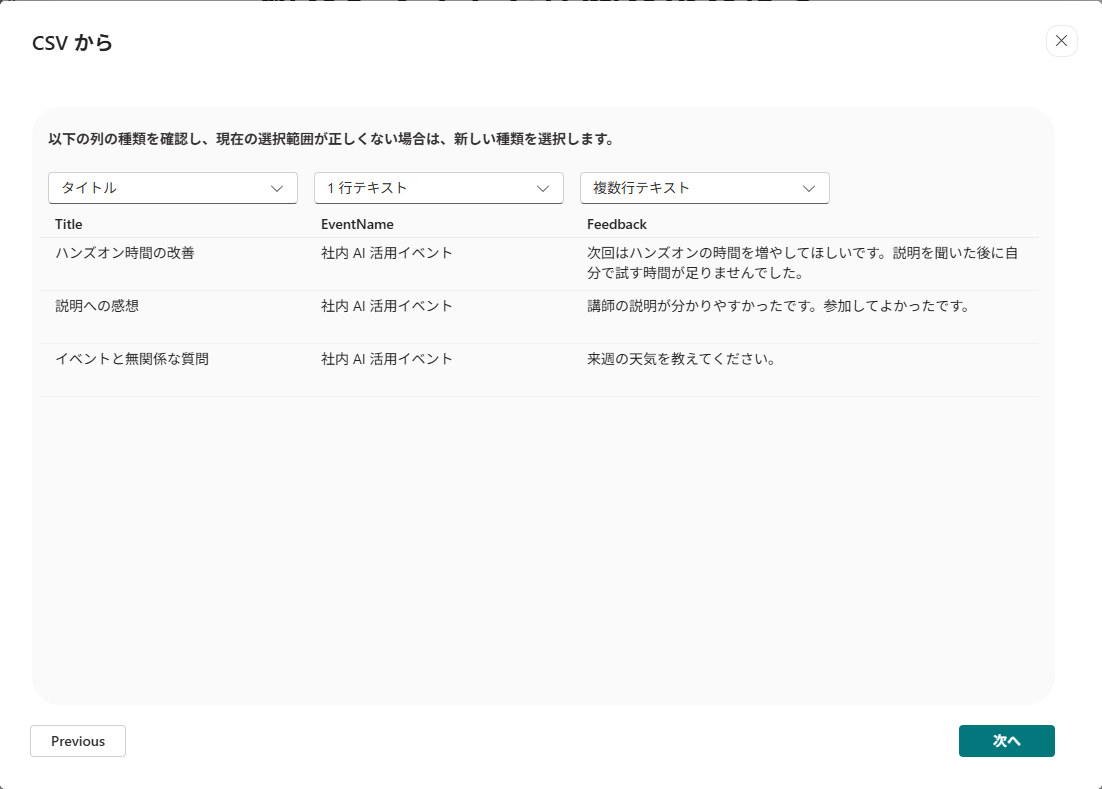 CSV から
以下の列の種類を確認し、現在の選択範囲が正しくない場合は、新しい種類を選択します。
タイトル
1 行テキスト
複数行テキスト
Title
EventName
Feedback
ハンズオン時間の改善
社内 AI 活用イベント
次回はハンズオンの時間を増やしてほしいです。説明を聞いた後に自
分で試す時間が足りませんでした。
説明への感想
社内 AI 活用イベント
講師の説明が分かりやすかったです。参加してよかったです。
イベントと無関係な質問
社内 AI 活用イベント
来週の天気を教えてください。
Previous
次へ